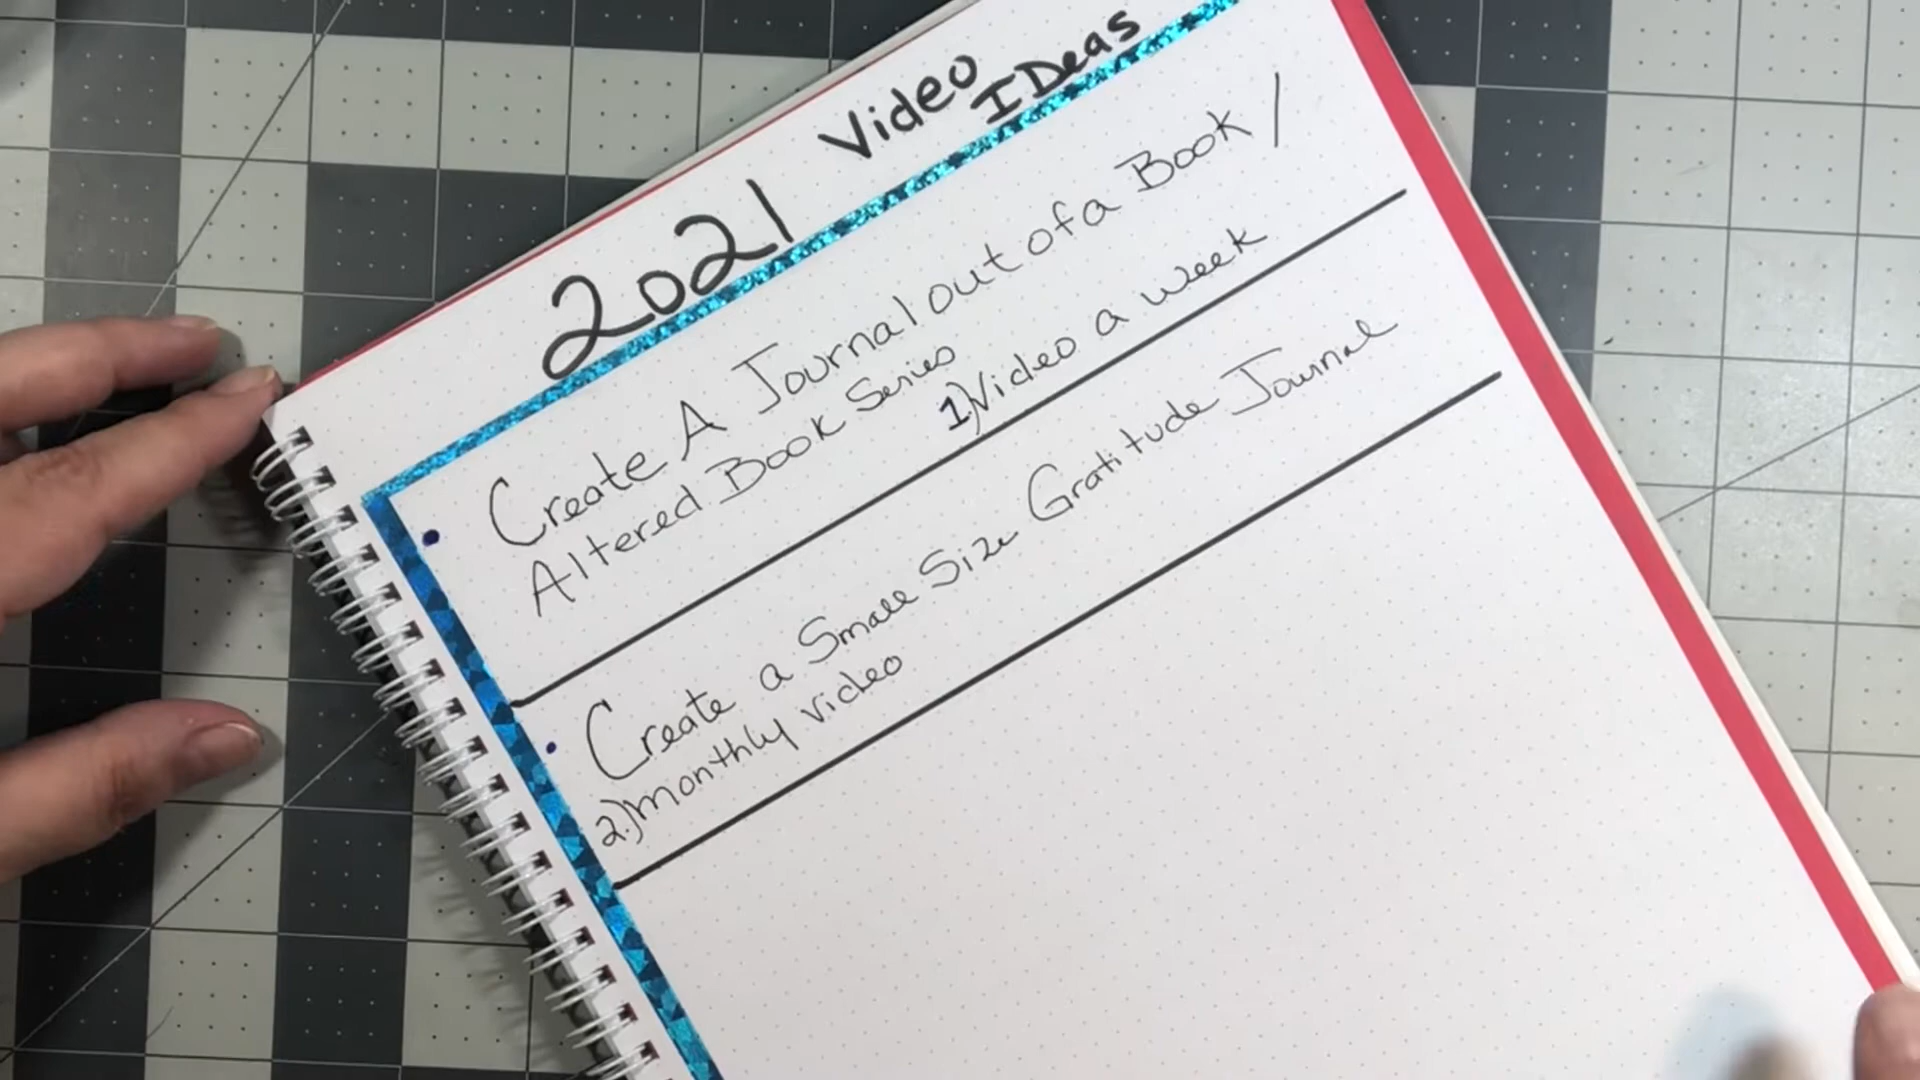 2021 Video IDeas
• Create A Journal out of a Book /
Altered Book Series
1) Video a week
• Create a Small Size Gratitude Journal
2.) monthly video